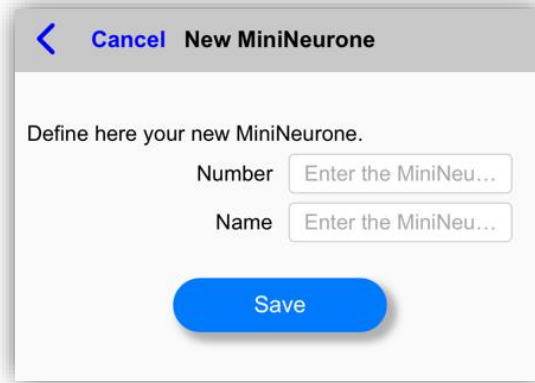 Cancel New MiniNeurone
Define here your new MiniNeurone.
Number Enter the MiniNeu...
Name Enter the MiniNeu...
Save